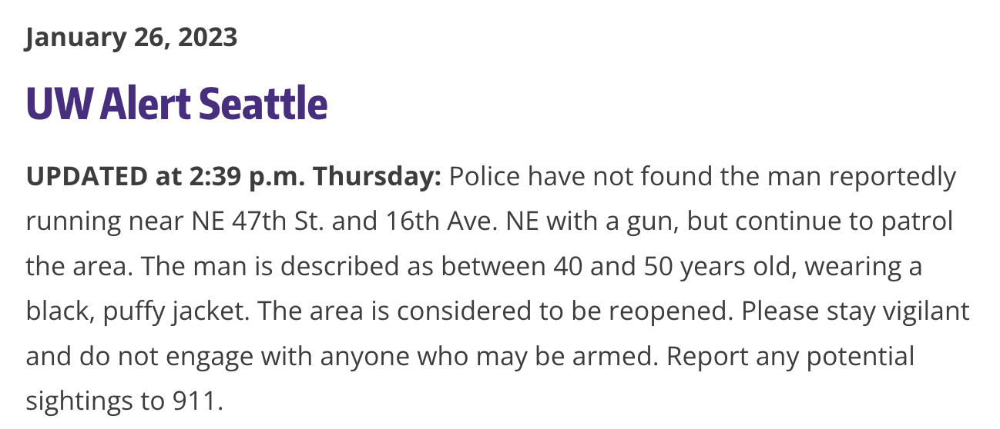 January 26, 2023
UW Alert Seattle
UPDATED at 2:39 p.m. Thursday: Police have not found the man reportedly
running near NE 47th St. and 16th Ave. NE with a gun, but continue to patrol
the area. The man is described as between 40 and 50 years old, wearing a
black, puffy jacket. The area is considered to be reopened. Please stay vigilant
and do not engage with anyone who may be armed. Report any potential
sightings to 911.